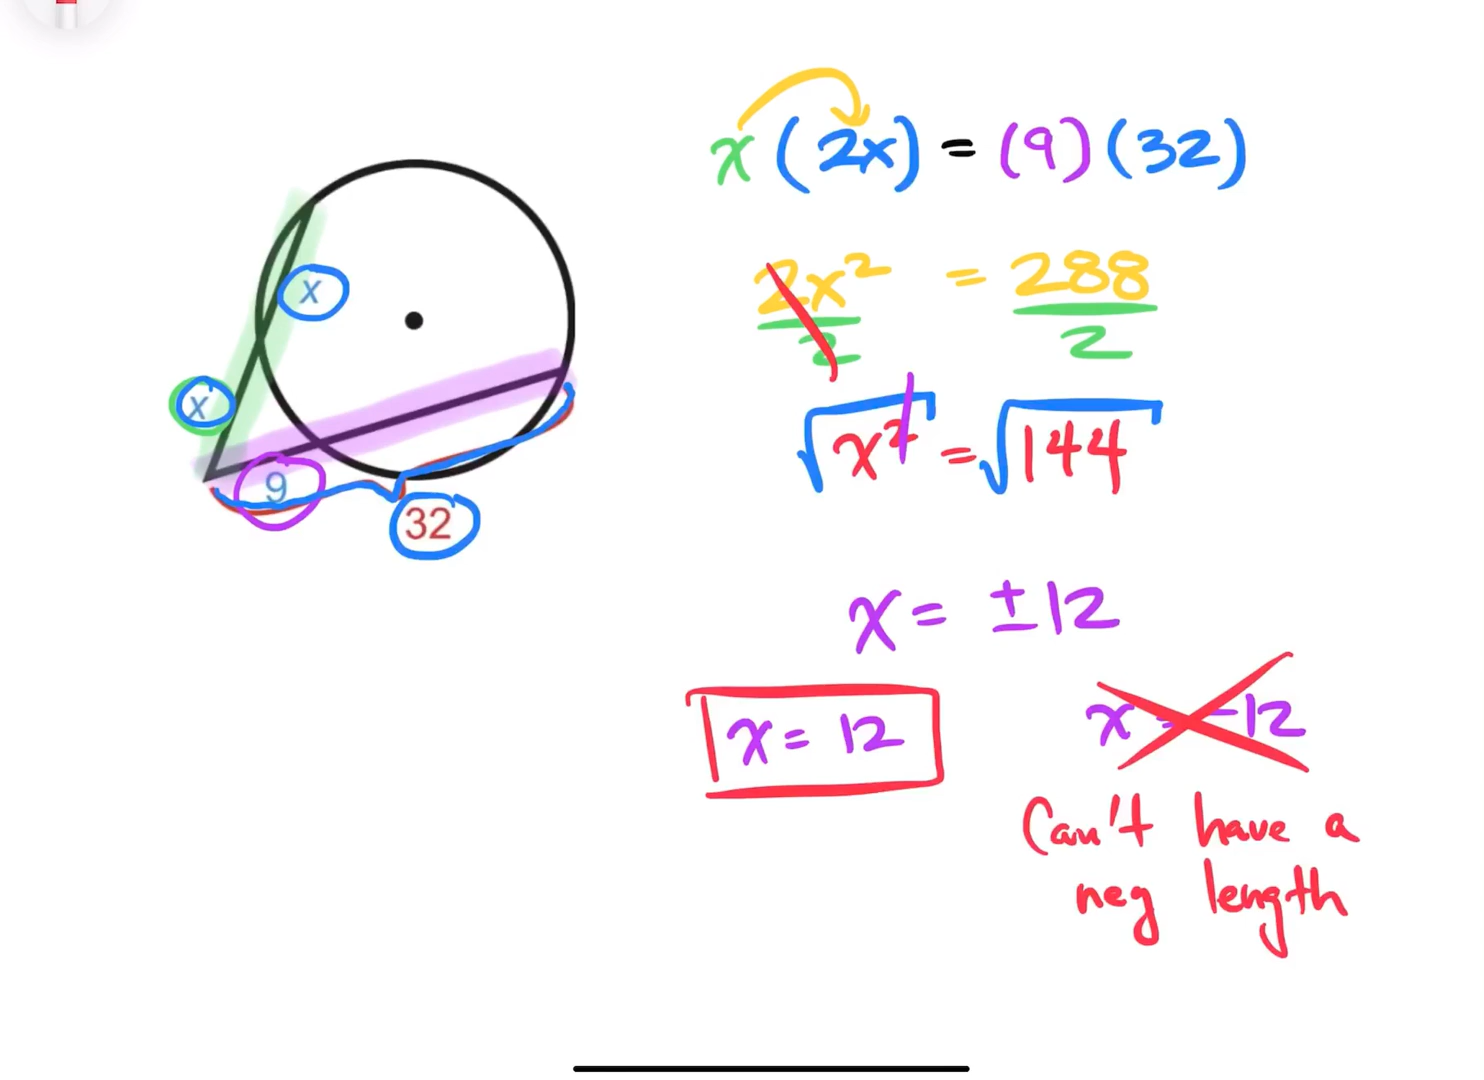 x(2x) = (9)(32)
2x² = 288
2 2
√x² = √144
x = ±12
x = 12
x = -12
Can't have a
neg length
x
x
9
32